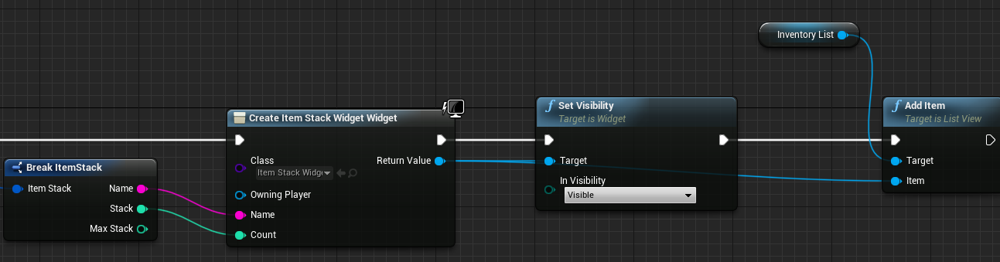 Inventory List
Break ItemStack
Item Stack
Name
Stack
Max Stack
Create Item Stack Widget Widget
Class
Item Stack Widg
Return Value
Owning Player
Name
Count
f Set Visibility
Target is Widget
Target
In Visibility
Visible
f Add Item
Target is List View
Target
Item